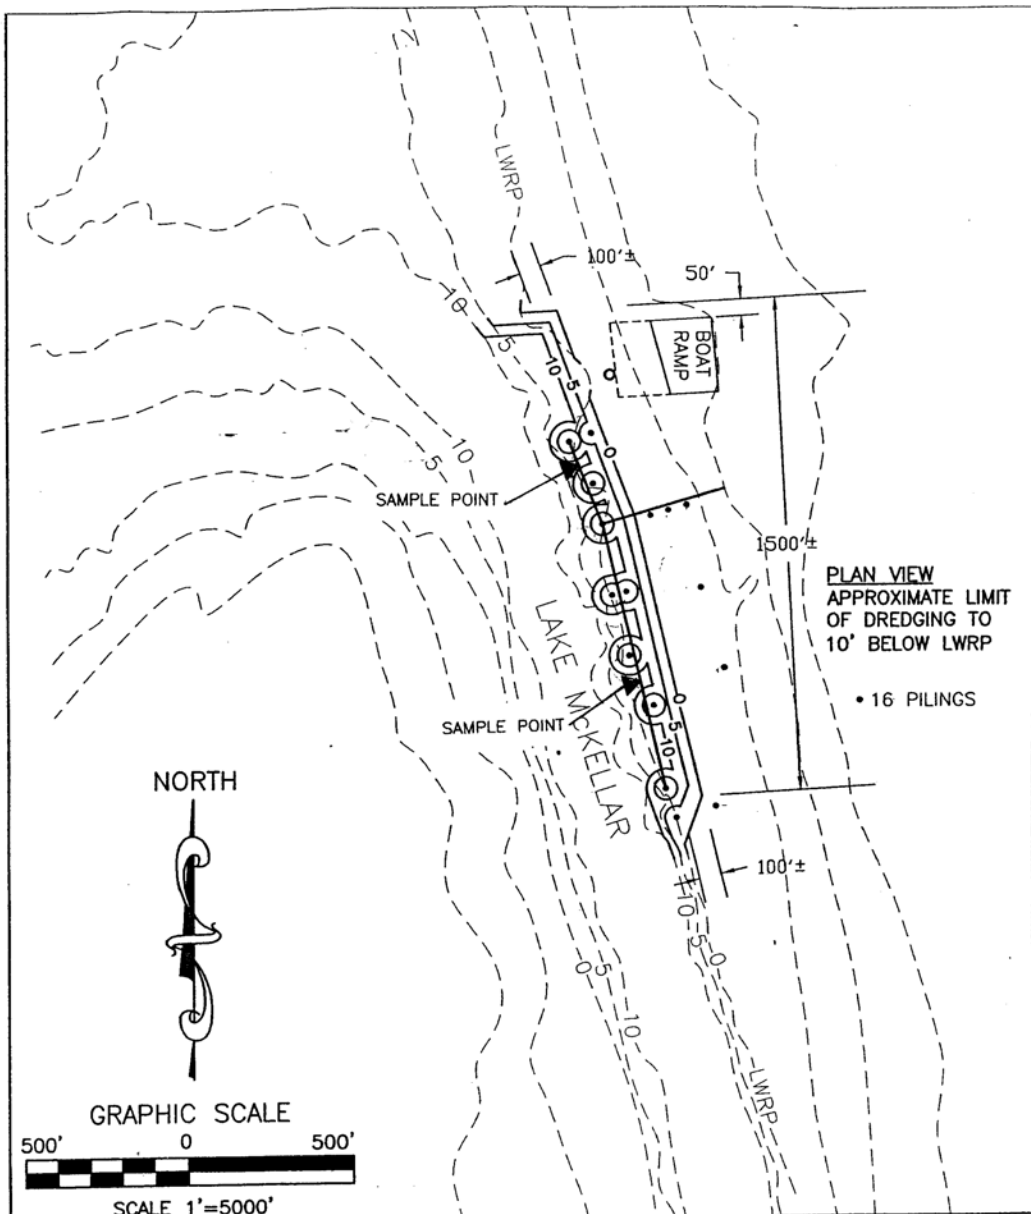 2
LWRP
100'±
50'
10
5
BOAT
RAMP
10
5
0
0
10
5
SAMPLE POINT
1500'±
PLAN VIEW
APPROXIMATE LIMIT
OF DREDGING TO
10' BELOW LWRP
• 16 PILINGS
LAKE McKELLAR
SAMPLE POINT
0
5
10
NORTH
100'±
10
5
0
0
5
10
LWRP
GRAPHIC SCALE
500' 0 500'
SCALE 1'=5000'